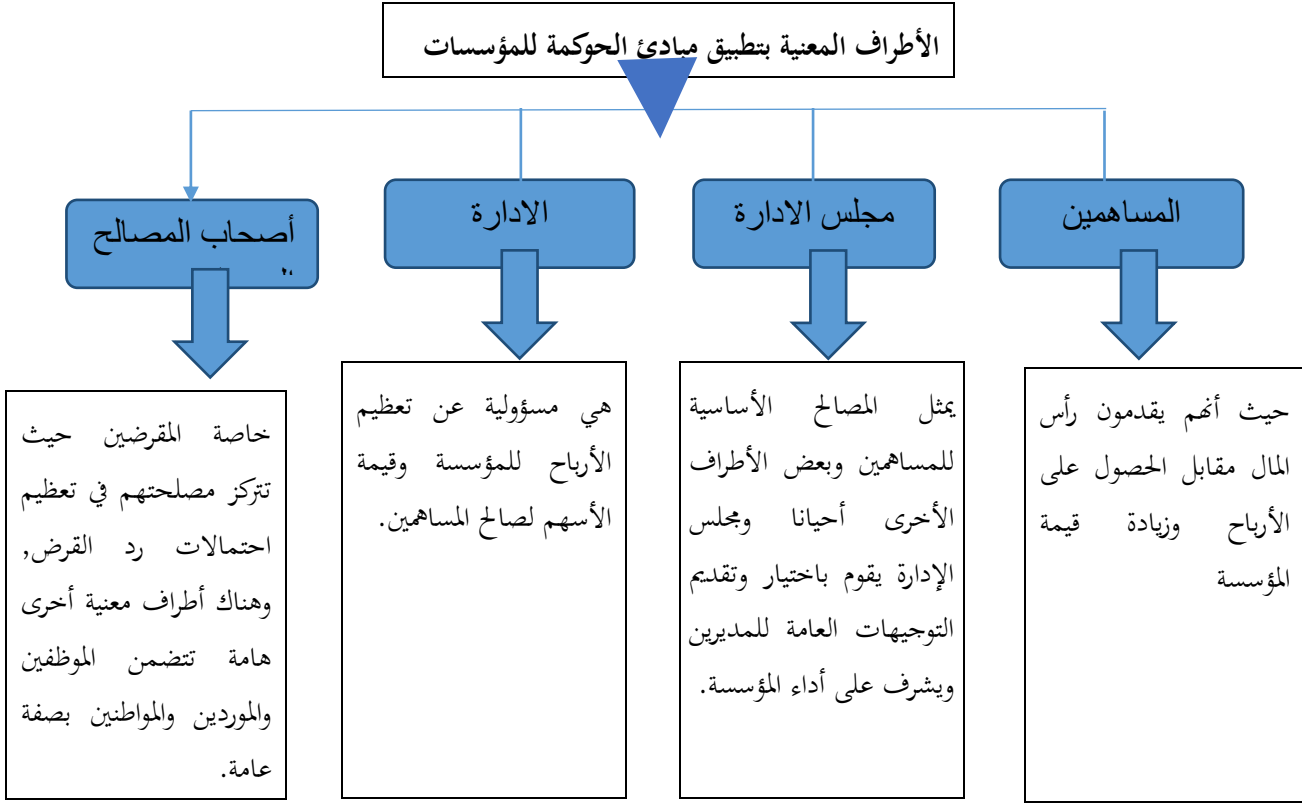 الأطراف المعنية بتطبيق مبادئ الحوكمة للمؤسسات
المساهمين
مجلس الادارة
الادارة
أصحاب المصالح
حيث أنهم يقدمون رأس
المال مقابل الحصول على
الأرباح وزيادة قيمة
المؤسسة
يمثل المصالح الأساسية
للمساهمين وبعض الأطراف
الأخرى أحيانا ومجلس
الإدارة يقوم باختيار وتقديم
التوجيهات العامة للمديرين
ويشرف على أداء المؤسسة.
هي مسؤولية عن تعظيم
الأرباح للمؤسسة وقيمة
الأسهم لصالح المساهمين.
خاصة المقرضين حيث
تتركز مصلحتهم في تعظيم
احتمالات رد القرض,
وهناك أطراف معنية أخرى
هامة تتضمن الموظفين
والموردين والمواطنين بصفة
عامة.